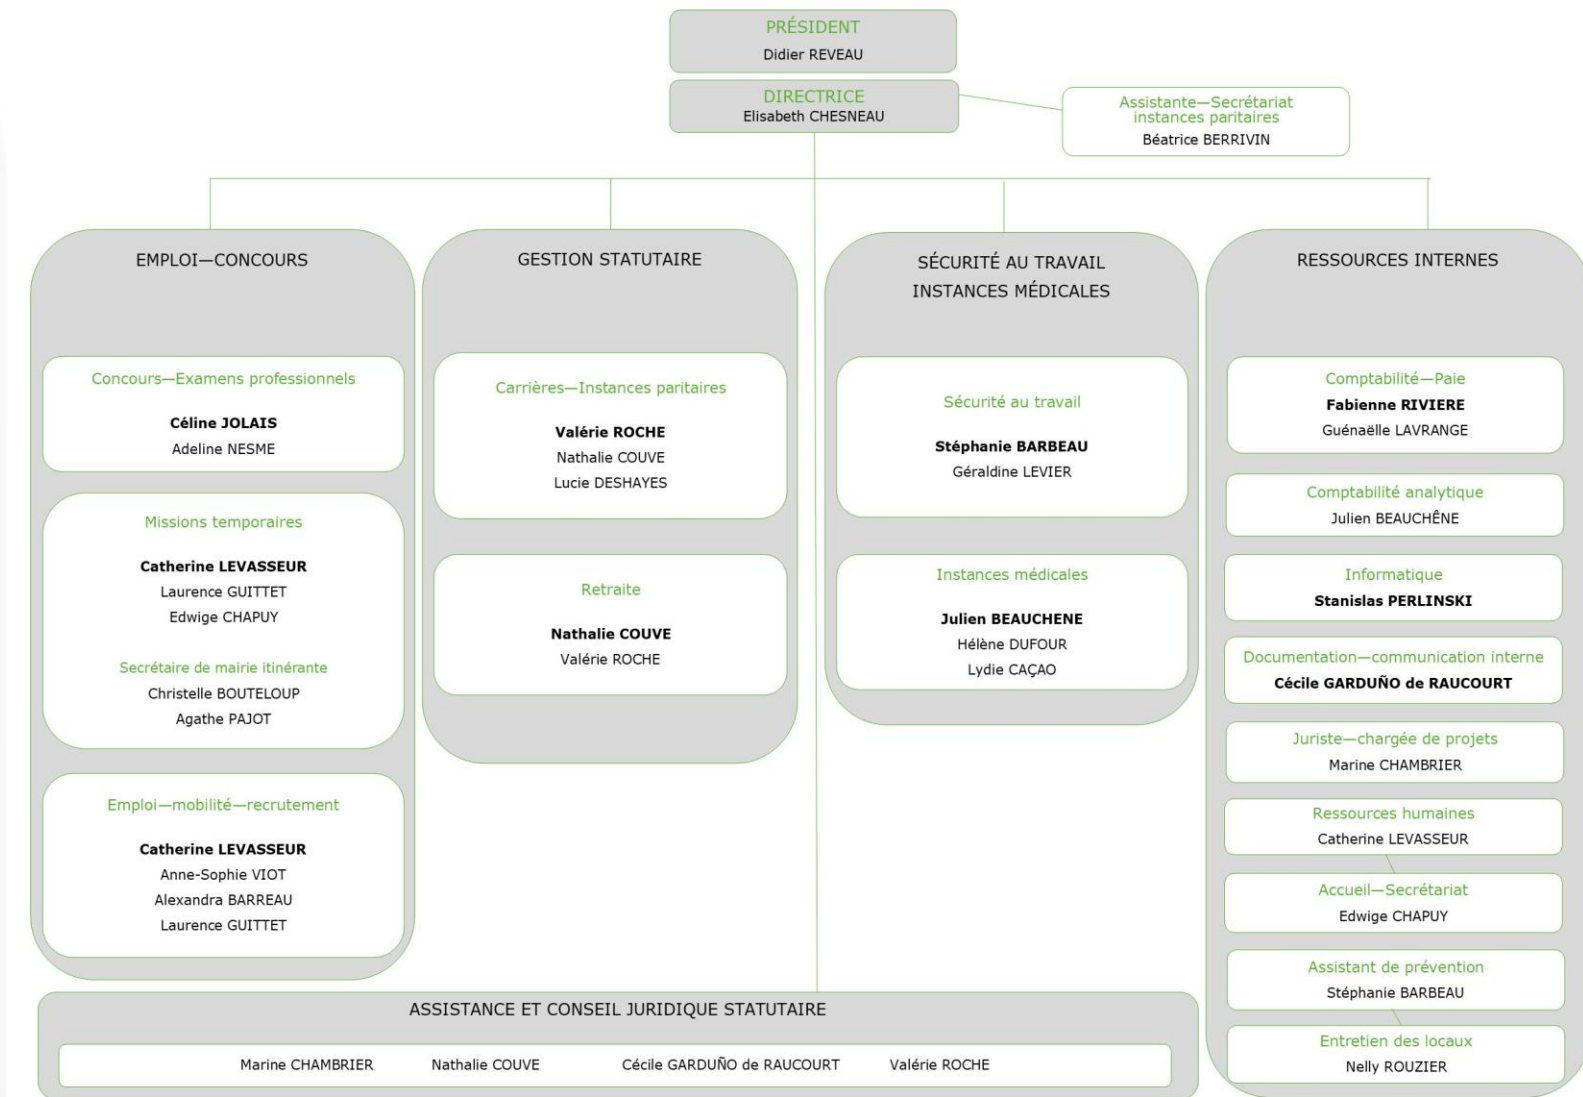 PRÉSIDENT
Didier REVEAU
DIRECTRICE
Elisabeth CHESNEAU
Assistante—Secrétariat
instances paritaires
Béatrice BERRIVIN
EMPLOI—CONCOURS
Concours—Examens professionnels
Céline JOLAIS
Adeline NESME
Missions temporaires
Catherine LEVASSEUR
Laurence GUITTET
Edwige CHAPUY
Secrétaire de mairie itinérante
Christelle BOUTELOUP
Agathe PAJOT
Emploi—mobilité—recrutement
Catherine LEVASSEUR
Anne-Sophie VIOT
Alexandra BARREAU
Laurence GUITTET
GESTION STATUTAIRE
Carrières—Instances paritaires
Valérie ROCHE
Nathalie COUVE
Lucie DESHAYES
Retraite
Nathalie COUVE
Valérie ROCHE
SÉCURITÉ AU TRAVAIL
INSTANCES MÉDICALES
Sécurité au travail
Stéphanie BARBEAU
Géraldine LEVIER
Instances médicales
Julien BEAUCHENE
Hélène DUFOUR
Lydie CAÇAO
RESSOURCES INTERNES
Comptabilité—Paie
Fabienne RIVIERE
Guénaëlle LAVRANGE
Comptabilité analytique
Julien BEAUCHÊNE
Informatique
Stanislas PERLINSKI
Documentation—communication interne
Cécile GARDUÑO de RAUCOURT
Juriste—chargée de projets
Marine CHAMBRIER
Ressources humaines
Catherine LEVASSEUR
Accueil—Secrétariat
Edwige CHAPUY
Assistant de prévention
Stéphanie BARBEAU
Entretien des locaux
Nelly ROUZIER
ASSISTANCE ET CONSEIL JURIDIQUE STATUTAIRE
Marine CHAMBRIER Nathalie COUVE Cécile GARDUÑO de RAUCOURT Valérie ROCHE